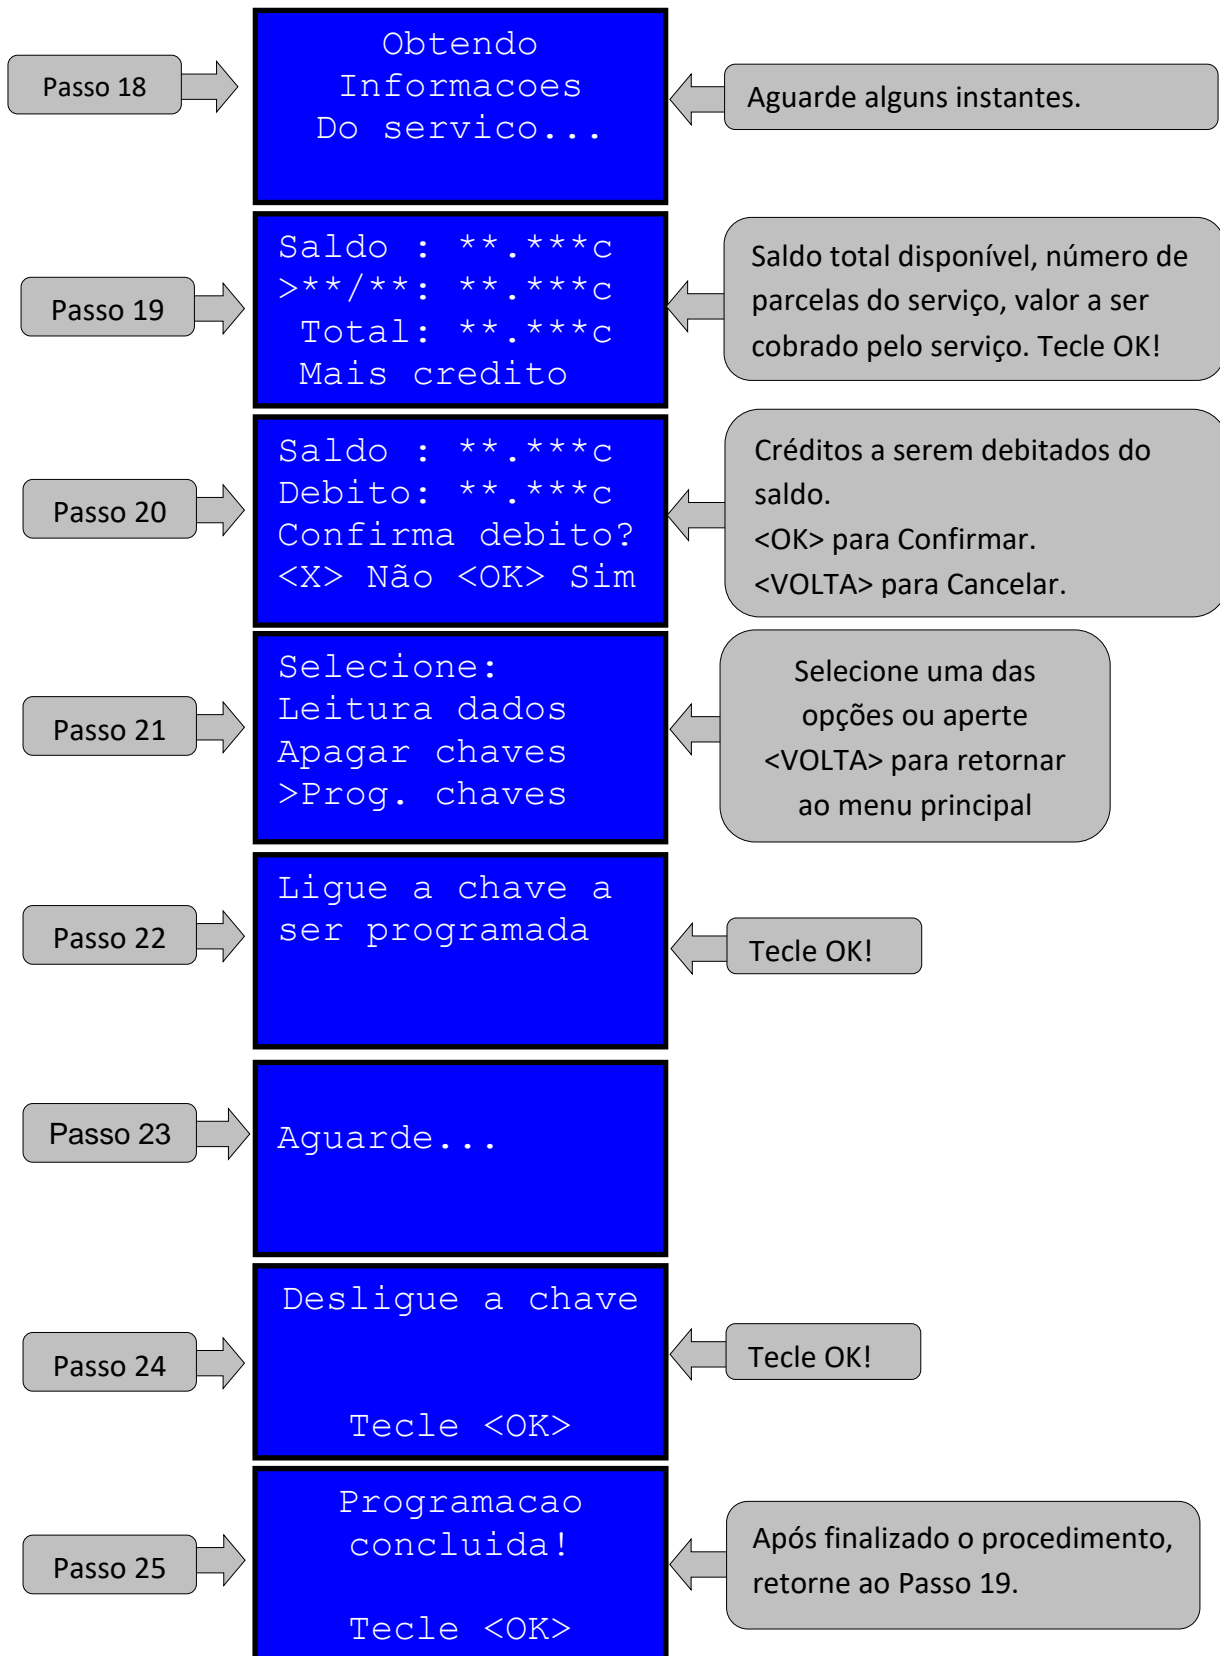 Passo 18
Obtendo
Informacoes
Do servico...
Aguarde alguns instantes.
Passo 19
Saldo : **.***c
>**/**: **.***c
Total: **.***c
Mais credito
Saldo total disponível, número de
parcelas do serviço, valor a ser
cobrado pelo serviço. Tecle OK!
Passo 20
Saldo : **.***c
Debito: **.***c
Confirma debito?
<X> Não <OK> Sim
Créditos a serem debitados do
saldo.
<OK> para Confirmar.
<VOLTA> para Cancelar.
Passo 21
Selecione:
Leitura dados
Apagar chaves
>Prog. chaves
Selecione uma das
opções ou aperte
<VOLTA> para retornar
ao menu principal
Passo 22
Ligue a chave a
ser programada
Tecle OK!
Passo 23
Aguarde...
Passo 24
Desligue a chave
Tecle <OK>
Tecle OK!
Passo 25
Programacao
concluida!
Tecle <OK>
Após finalizado o procedimento,
retorne ao Passo 19.